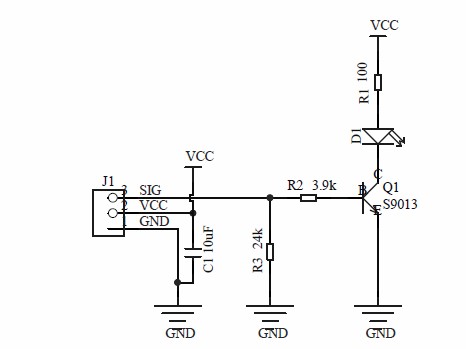 VCC
R1 100
D1
VCC
J1
3 SIG
2 VCC
1 GND
R2 3.9k
C
B
Q1
E
S9013
C1 10uF
R3 24k
GND
GND
GND